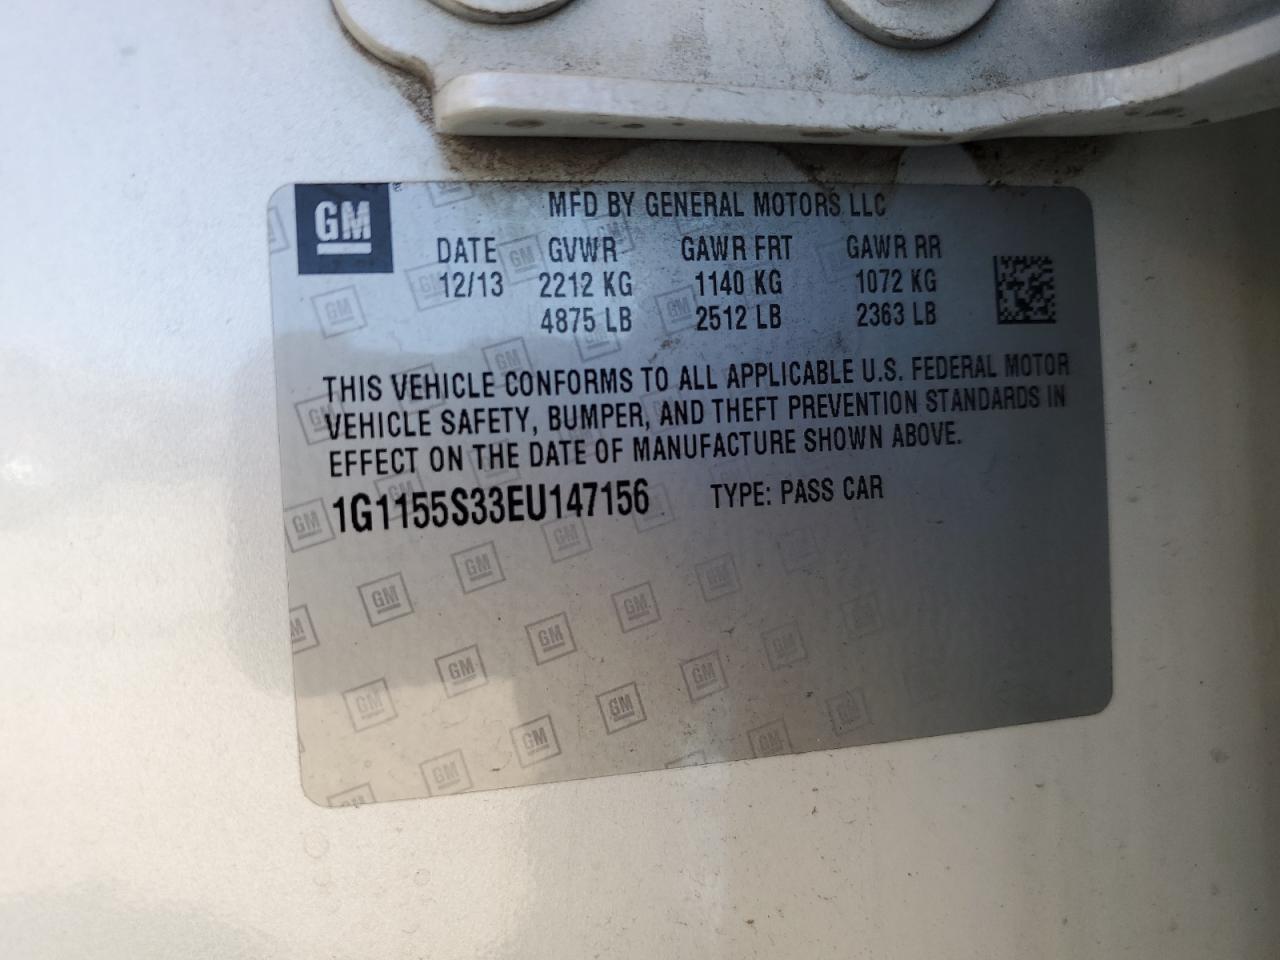 GM
MFD BY GENERAL MOTORS LLC
DATE GVWR GAWR FRT GAWR RR
12/13 2212 KG 1140 KG 1072 KG
4875 LB 2512 LB 2363 LB
THIS VEHICLE CONFORMS TO ALL APPLICABLE U.S. FEDERAL MOTOR
VEHICLE SAFETY, BUMPER, AND THEFT PREVENTION STANDARDS IN
EFFECT ON THE DATE OF MANUFACTURE SHOWN ABOVE.
1G1155S33EU147156 TYPE: PASS CAR